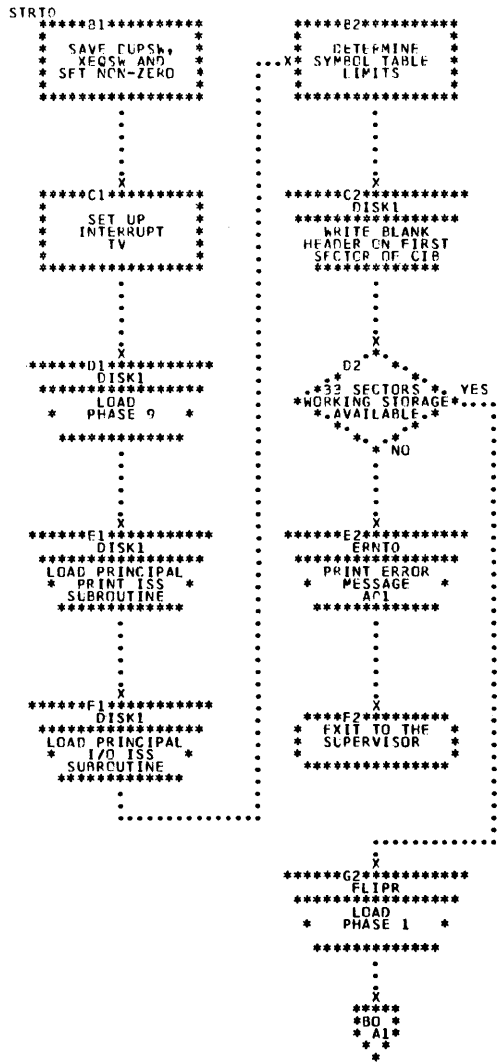 STRTO
B1
SAVE DUPSW,
XEQSW AND
SET NON-ZERO
C1
SET UP
INTERRUPT
TV
D1
DISK1
LOAD
PHASE 9
E1
DISK1
LOAD PRINCIPAL
PRINT ISS
SUBROUTINE
F1
DISK1
LOAD PRINCIPAL
I/O ISS
SUBROUTINE
B2
DETERMINE
SYMBOL TABLE
LIMITS
C2
DISK1
WRITE BLANK
HEADER ON FIRST
SECTOR OF CIB
D2
33 SECTORS
WORKING STORAGE
AVAILABLE
YES
NO
E2
ERNTO
PRINT ERROR
MESSAGE
A01
F2
EXIT TO THE
SUPERVISOR
G2
FLIPR
LOAD
PHASE 1
BO
A1